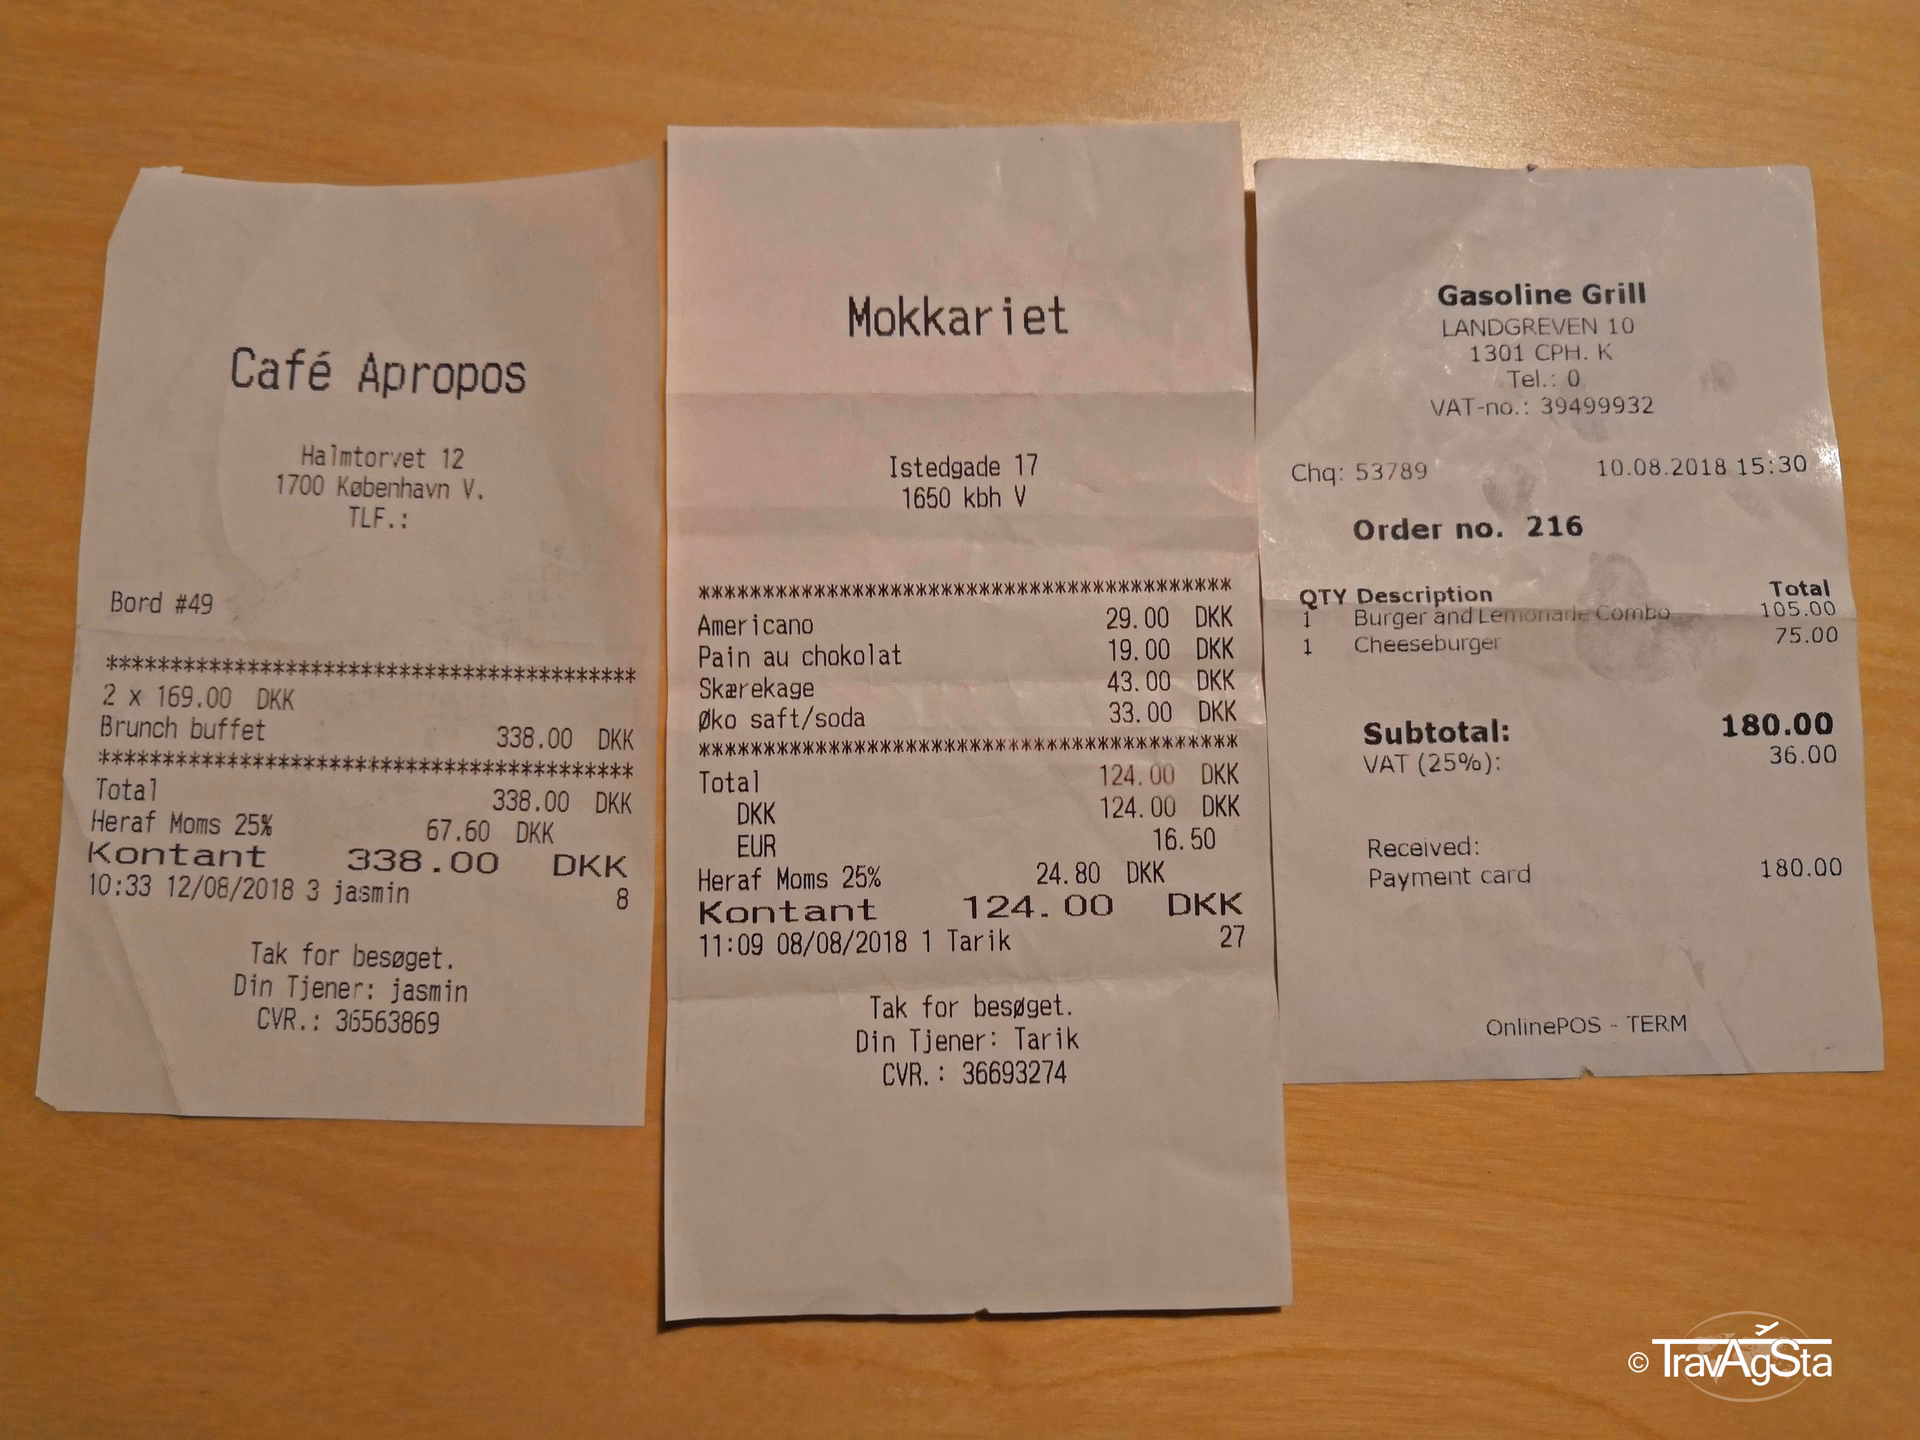 Café Apropos
Halmtorvet 12
1700 København V.
TLF.:
Bord #49
*****************************************
2 x 169.00 DKK
Brunch buffet 338.00 DKK
*****************************************
Total 338.00 DKK
Heraf Moms 25% 67.60 DKK
Kontant 338.00 DKK
10:33 12/08/2018 3 jasmin 8
Tak for besøget.
Din Tjener: jasmin
CVR.: 36563869
Mokkariet
Istedgade 17
1650 kbh V
*****************************************
Americano 29.00 DKK
Pain au chokolat 19.00 DKK
Skærekage 43.00 DKK
Øko saft/soda 33.00 DKK
*****************************************
Total 124.00 DKK
DKK 124.00 DKK
EUR 16.50
Heraf Moms 25% 24.80 DKK
Kontant 124.00 DKK
11:09 08/08/2018 1 Tarik 27
Tak for besøget.
Din Tjener: Tarik
CVR.: 36693274
Gasoline Grill
LANDGREVEN 10
1301 CPH. K
Tel.: 0
VAT-no.: 39499932
Chq: 53789 10.08.2018 15:30
Order no. 216
QTY Description Total
1 Burger and Lemonade Combo 105.00
1 Cheeseburger 75.00
Subtotal: 180.00
VAT (25%): 36.00
Received:
Payment card 180.00
OnlinePOS - TERM
© TravAgSta